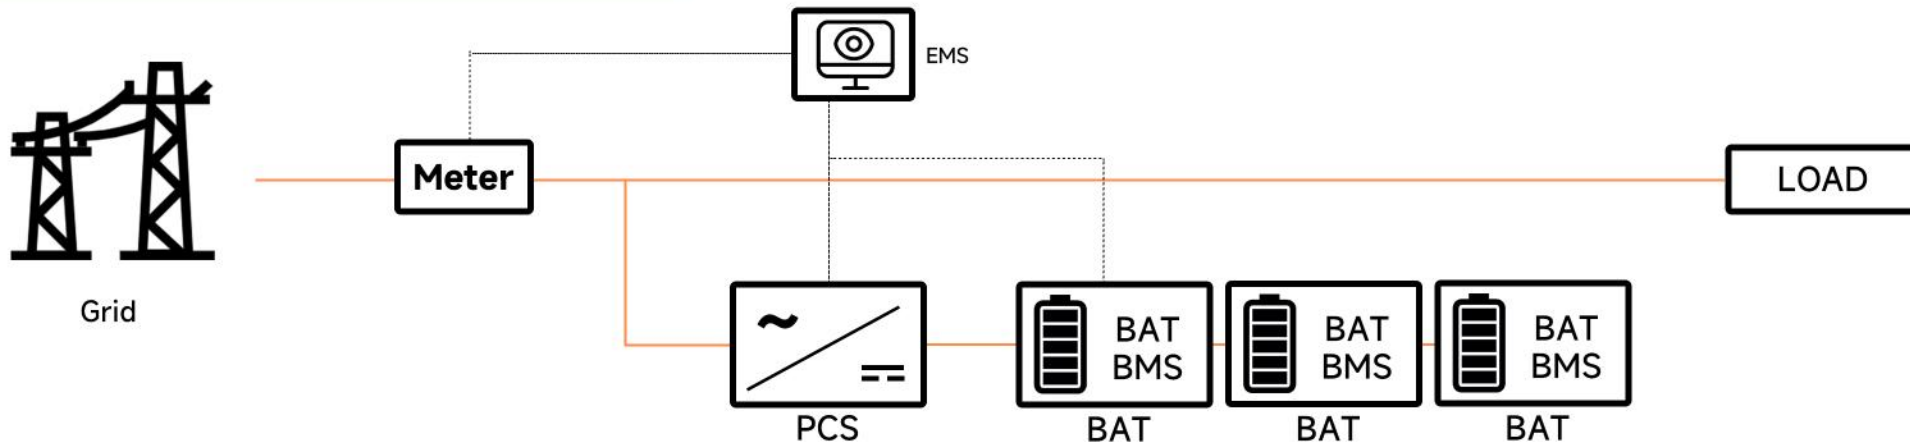 EMS
Meter
LOAD
Grid
BAT
BMS
BAT
BMS
BAT
BMS
PCS
BAT
BAT
BAT